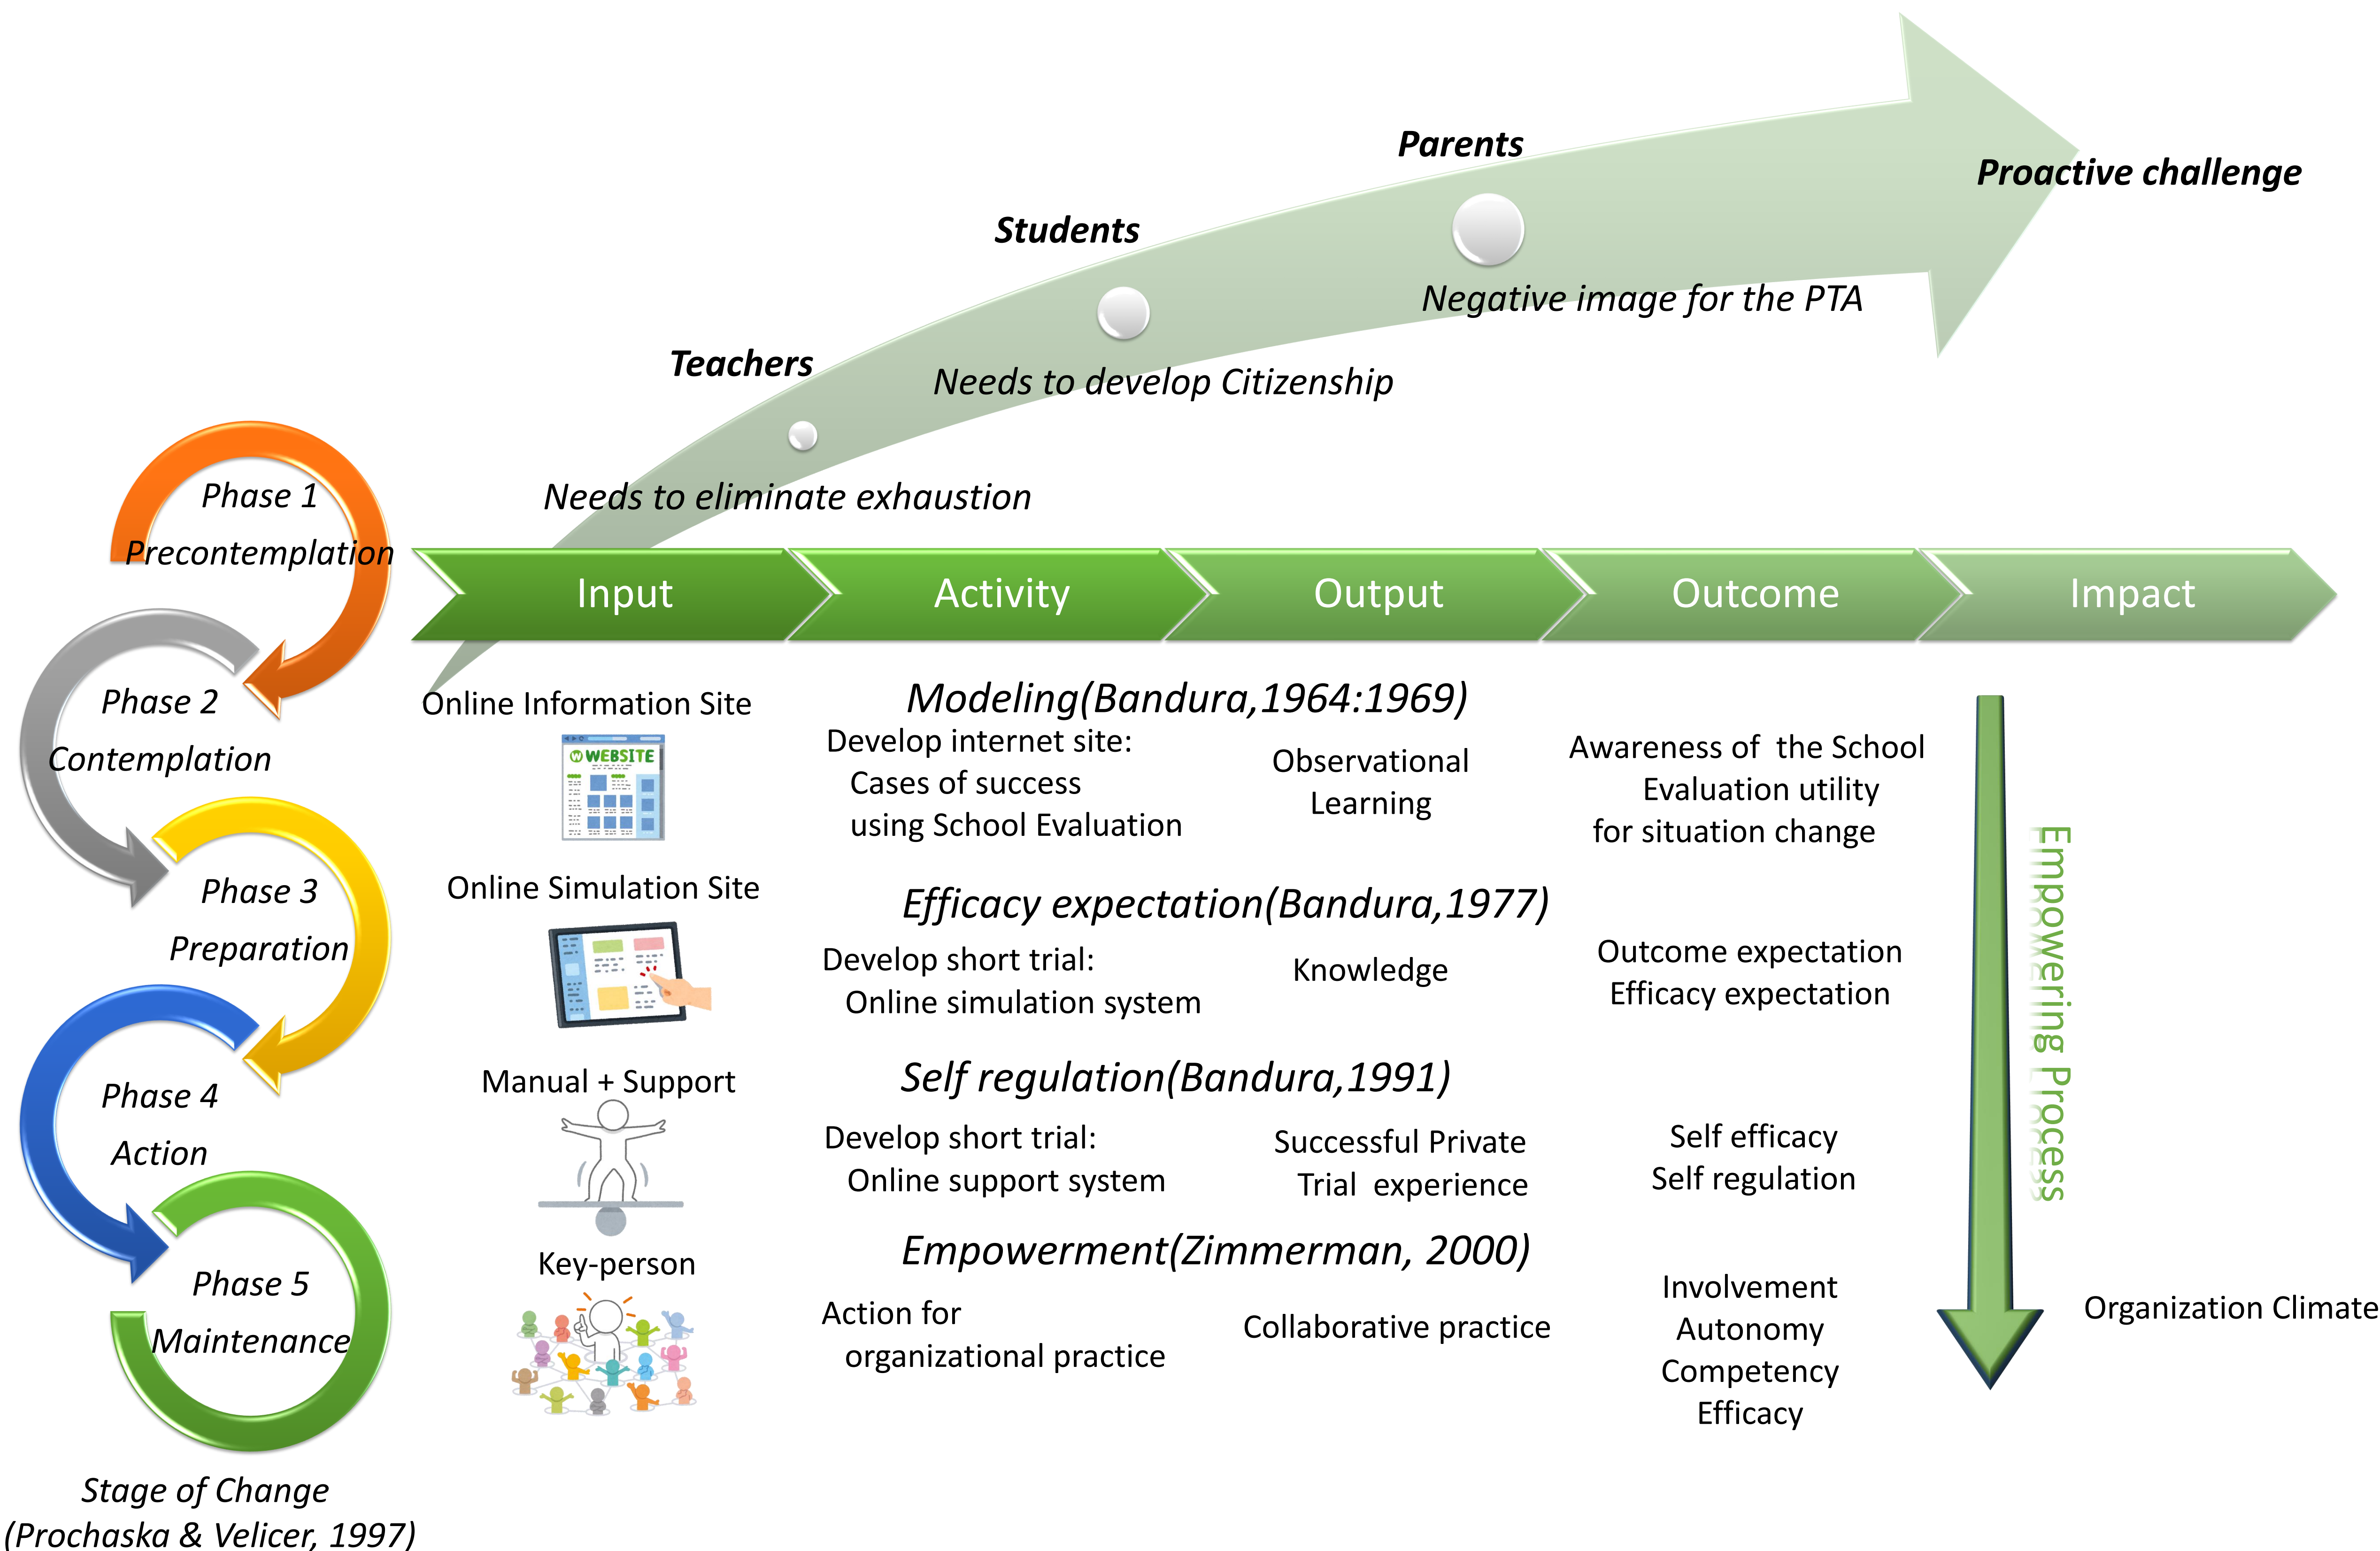 Parents
Proactive challenge
Students
Negative image for the PTA
Teachers
Needs to develop Citizenship
Needs to eliminate exhaustion
Phase 1
Precontemplation
Phase 2
Contemplation
Phase 3
Preparation
Phase 4
Action
Phase 5
Maintenance
Stage of Change
(Prochaska & Velicer, 1997)
Input
Activity
Output
Outcome
Impact
Online Information Site
WEBSITE
Modeling(Bandura,1964:1969)
Develop internet site:
Cases of success
using School Evaluation
Observational
Learning
Awareness of  the School
Evaluation utility
for situation change
Online Simulation Site
Efficacy expectation(Bandura,1977)
Develop short trial:
Online simulation system
Knowledge
Outcome expectation
Efficacy expectation
Manual + Support
Self regulation(Bandura,1991)
Develop short trial:
Online support system
Successful Private
Trial  experience
Self efficacy
Self regulation
Key-person
Empowerment(Zimmerman, 2000)
Action for
organizational practice
Collaborative practice
Involvement
Autonomy
Competency
Efficacy
Empowering Process
Organization Climate